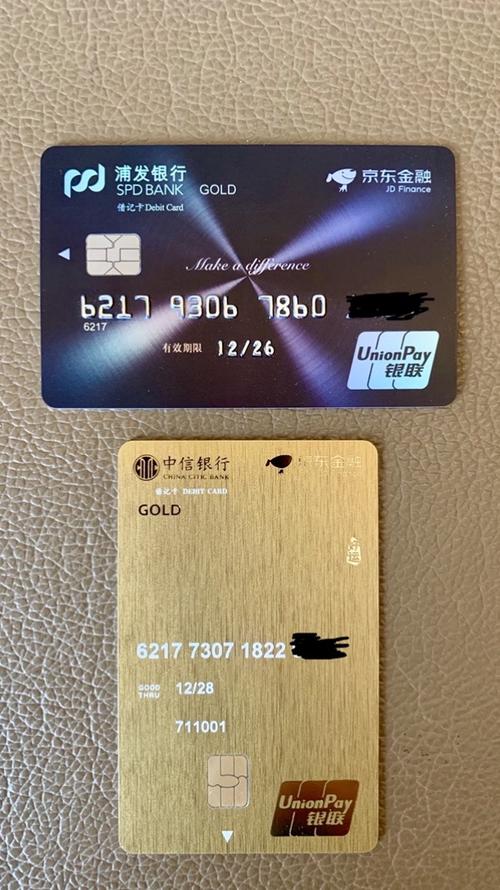 浦发银行
SPD BANK GOLD
借记卡 Debit Card
京东金融
JD Finance
Make a difference
6217 9306 7860
6217
有效期限 12/26
UnionPay
银联
中信银行
CHINA CITIC BANK
借记卡 DEBIT CARD
京东金融
GOLD
6217 7307 1822
GOOD THRU 12/28
711001
UnionPay
银联